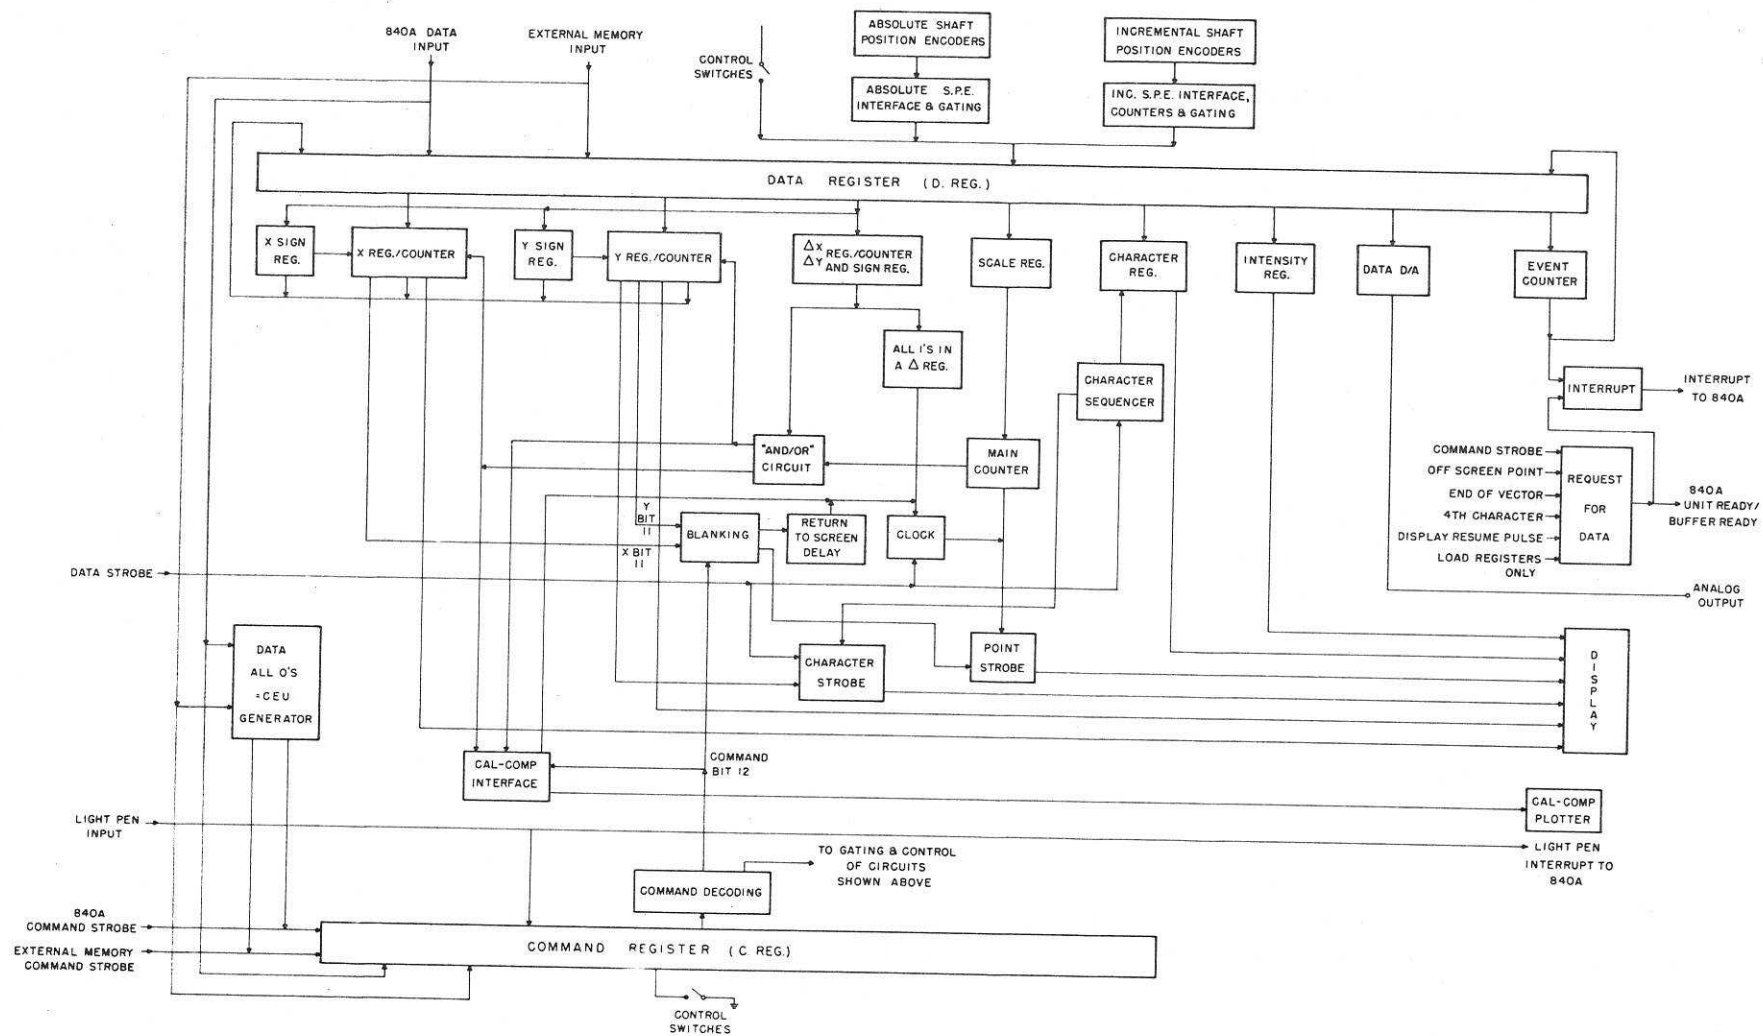 840A DATA
INPUT
EXTERNAL MEMORY
INPUT
CONTROL
SWITCHES
ABSOLUTE SHAFT
POSITION ENCODERS
INCREMENTAL SHAFT
POSITION ENCODERS
ABSOLUTE S.P.E.
INTERFACE & GATING
INC. S.P.E. INTERFACE,
COUNTERS & GATING
DATA REGISTER (D. REG.)
X SIGN
REG.
X REG./COUNTER
Y SIGN
REG.
Y REG./COUNTER
ΔX REG./COUNTER
ΔY AND SIGN REG.
SCALE REG.
CHARACTER
REG.
INTENSITY
REG.
DATA D/A
EVENT
COUNTER
ALL 1'S IN
A Δ REG.
CHARACTER
SEQUENCER
INTERRUPT
INTERRUPT
TO 840A
"AND/OR"
CIRCUIT
MAIN
COUNTER
COMMAND STROBE
OFF SCREEN POINT
END OF VECTOR
4TH CHARACTER
DISPLAY RESUME PULSE
LOAD REGISTERS
ONLY
REQUEST
FOR
DATA
840A
UNIT READY/
BUFFER READY
Y
BIT
11
X BIT
11
BLANKING
RETURN
TO SCREEN
DELAY
CLOCK
DATA STROBE
ANALOG
OUTPUT
DATA
ALL 0'S
=CEU
GENERATOR
CHARACTER
STROBE
POINT
STROBE
DISPLAY
CAL-COMP
INTERFACE
COMMAND
BIT 12
CAL-COMP
PLOTTER
LIGHT PEN
INPUT
LIGHT PEN
INTERRUPT TO
840A
TO GATING & CONTROL
OF CIRCUITS
SHOWN ABOVE
COMMAND DECODING
840A
COMMAND STROBE
EXTERNAL MEMORY
COMMAND STROBE
COMMAND REGISTER (C REG.)
CONTROL
SWITCHES